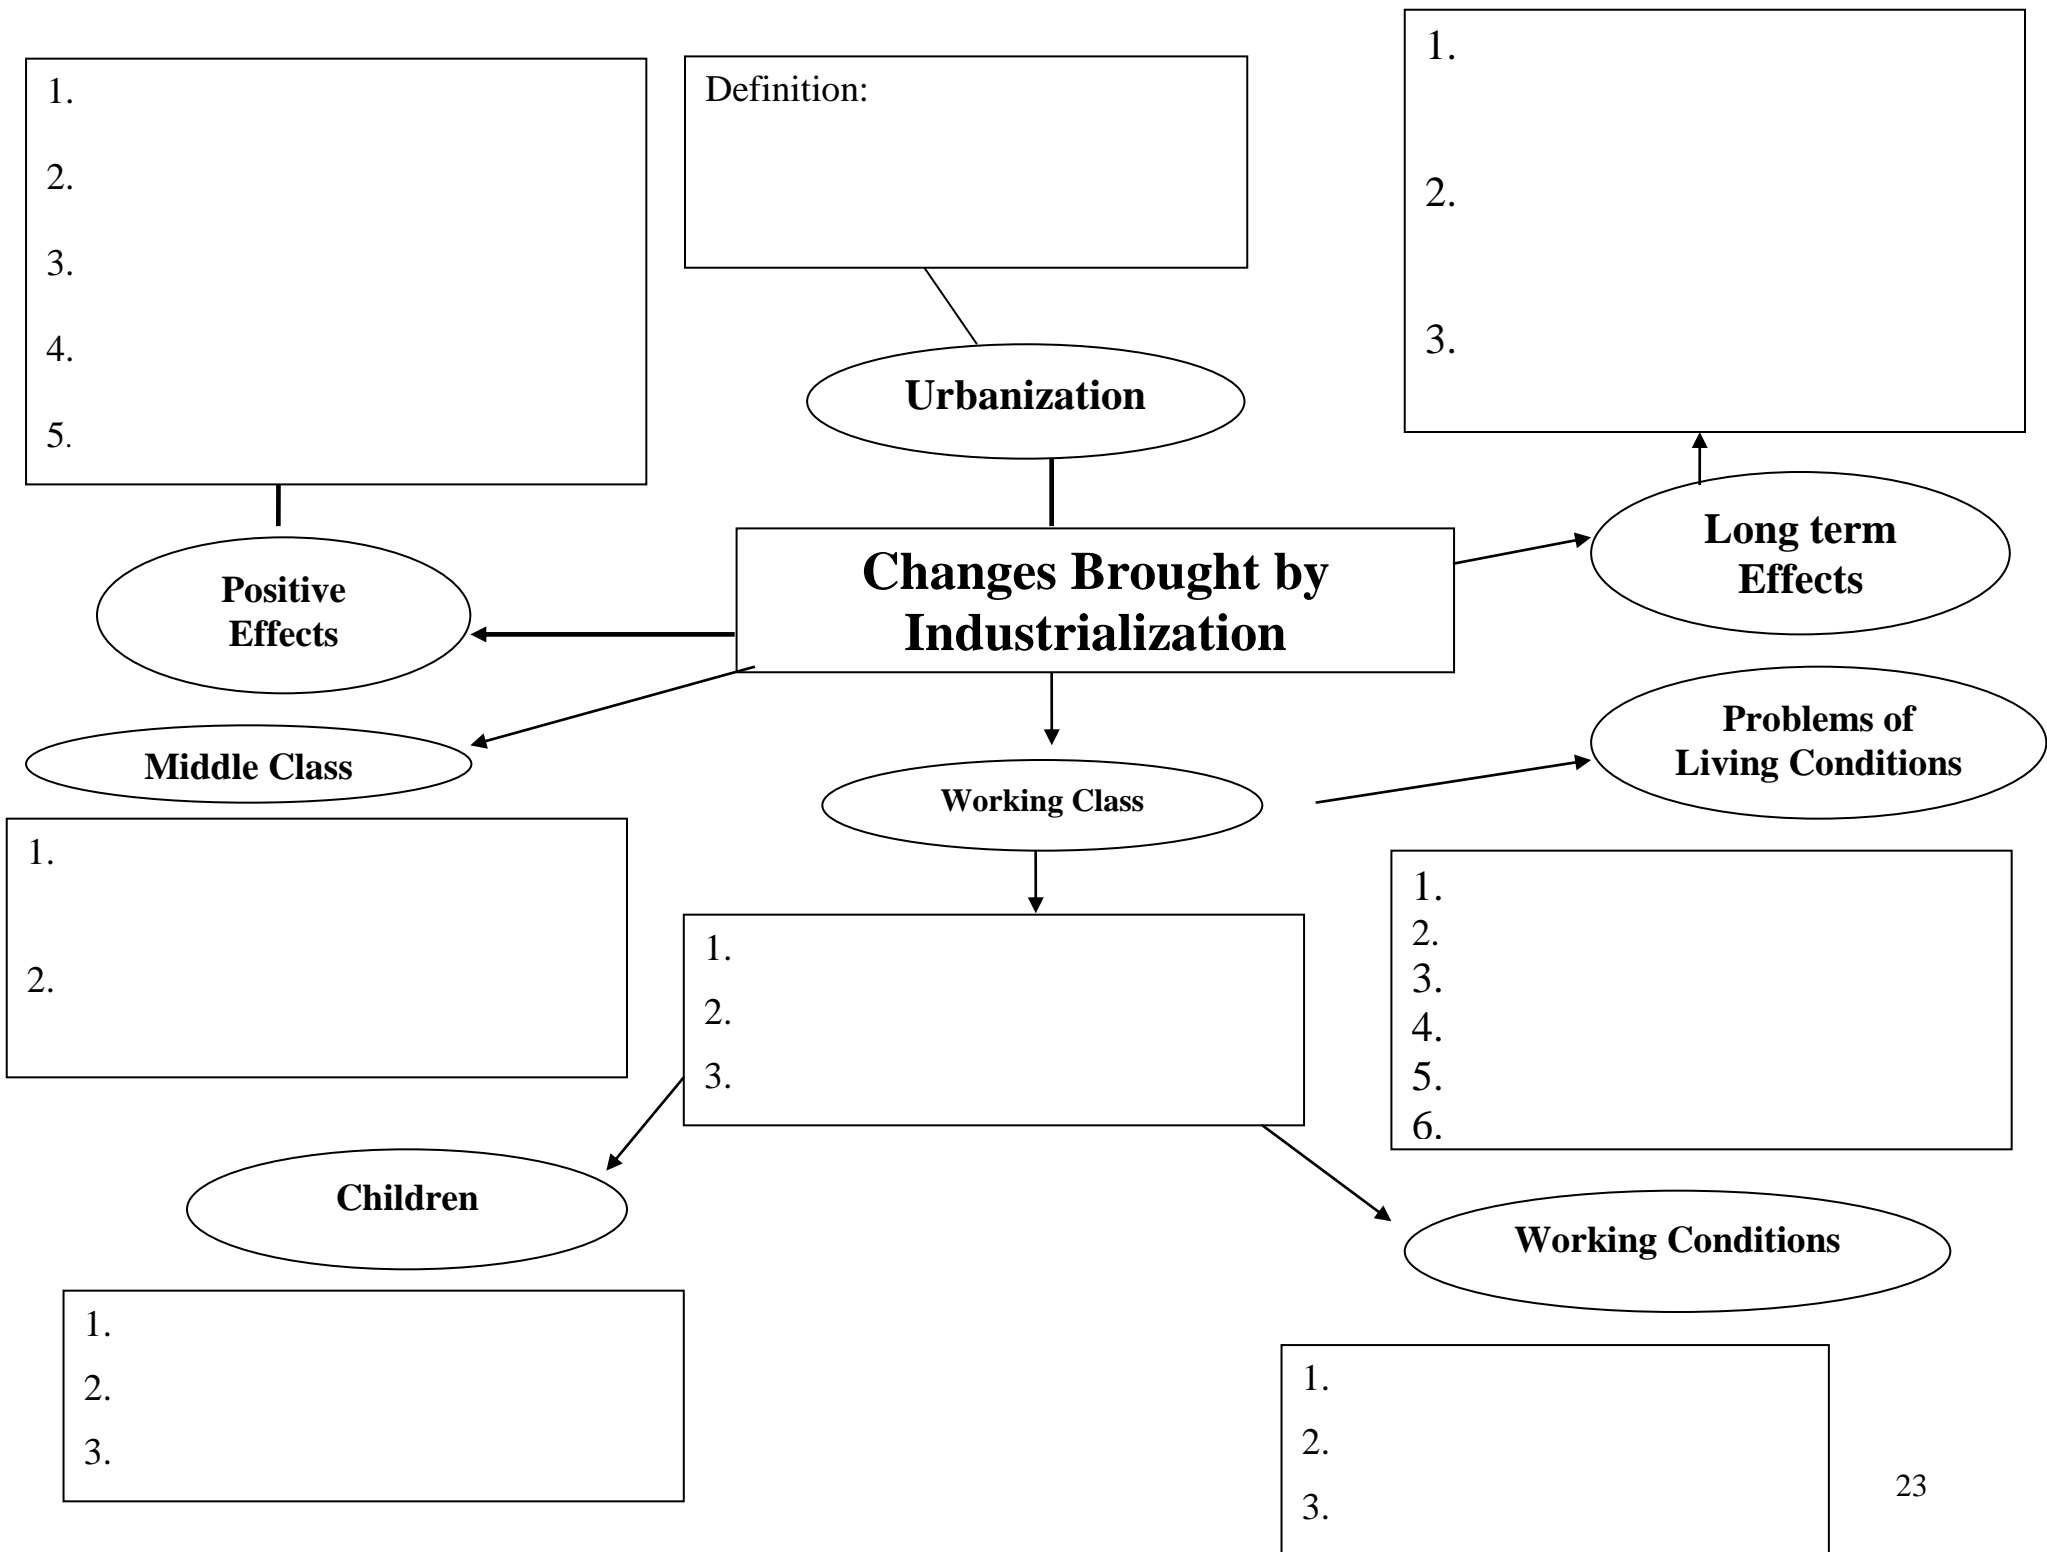 1.
2.
3.
4.
5.
Definition:
1.
2.
3.
Urbanization
Long term
Effects
Changes Brought by
Industrialization
Positive
Effects
Middle Class
Problems of
Living Conditions
Working Class
1.
2.
1.
2.
3.
1.
2.
3.
4.
5.
6.
Children
Working Conditions
1.
2.
3.
1.
2.
3.
23